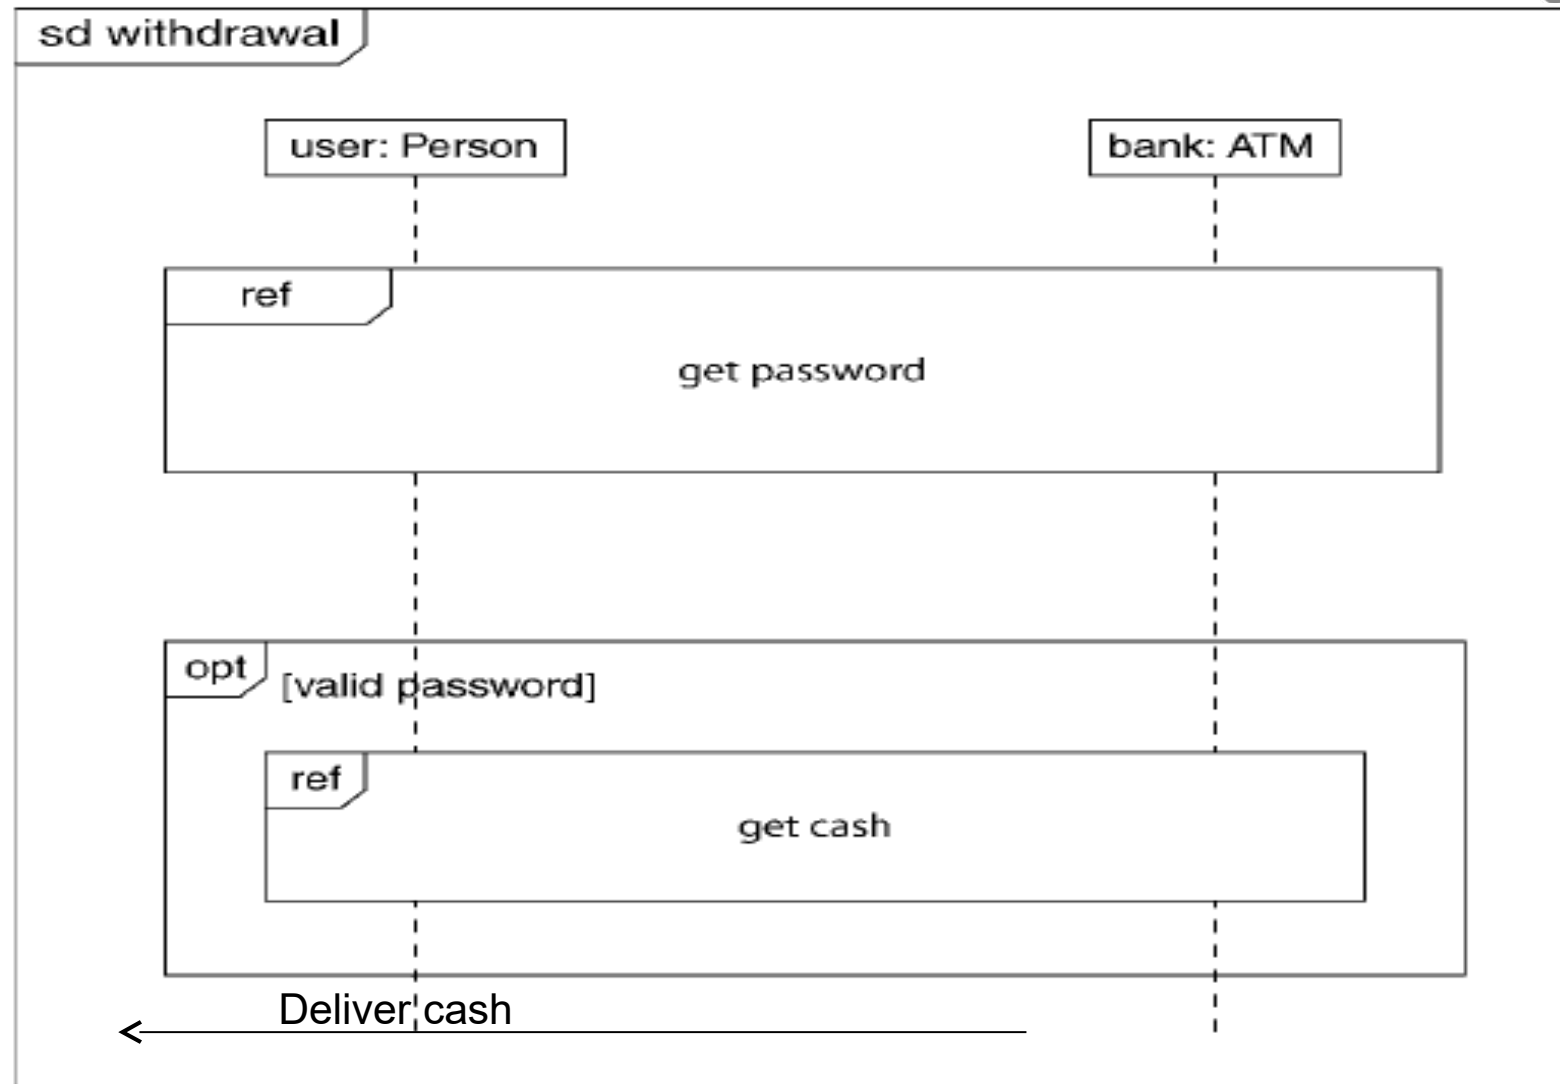 sd withdrawal
user: Person
bank: ATM
ref
get password
opt
[valid password]
ref
get cash
Deliver cash